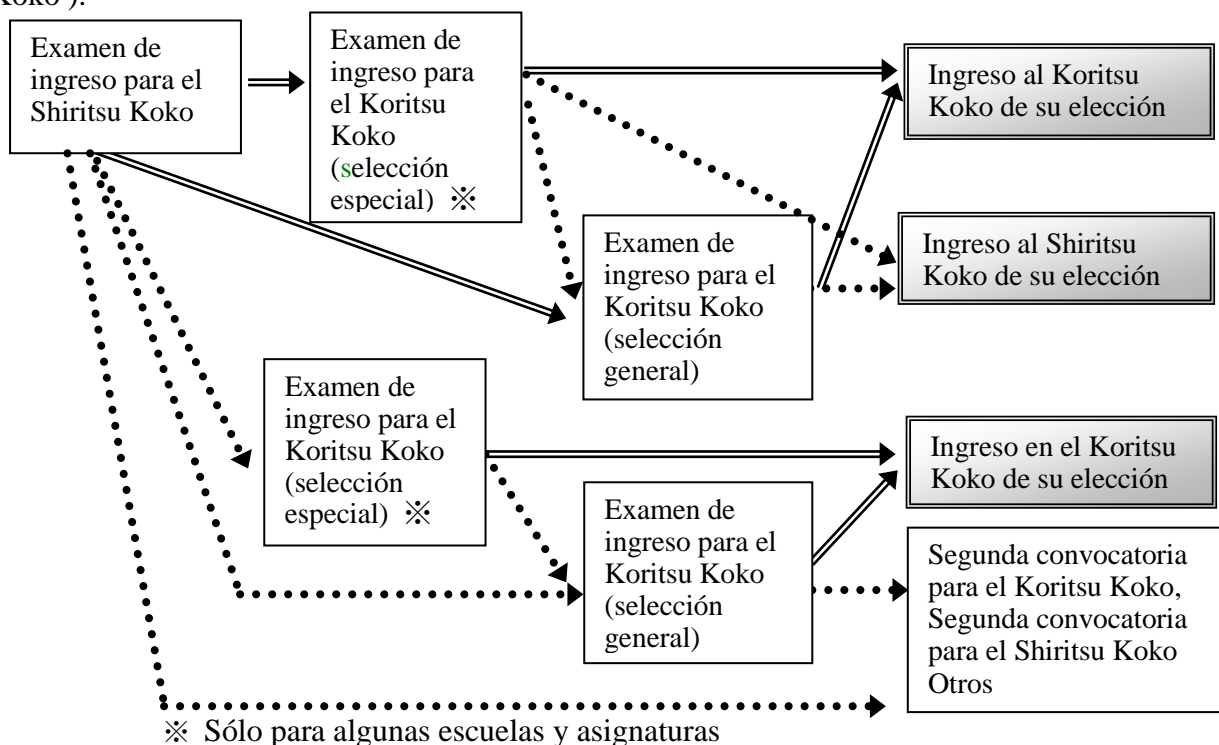 Koko ).
Examen de
ingreso para el
Shiritsu Koko
Examen de
ingreso para
el Koritsu
Koko
(selección
especial) ※
Ingreso al Koritsu
Koko de su elección
Examen de
ingreso para el
Koritsu Koko
(selección
general)
Ingreso al Shiritsu
Koko de su elección
Examen de
ingreso para el
Koritsu Koko
(selección
especial) ※
Ingreso en el Koritsu
Koko de su elección
Examen de
ingreso para el
Koritsu Koko
(selección
general)
Segunda convocatoria
para el Koritsu Koko,
Segunda convocatoria
para el Shiritsu Koko
Otros
※ Sólo para algunas escuelas y asignaturas